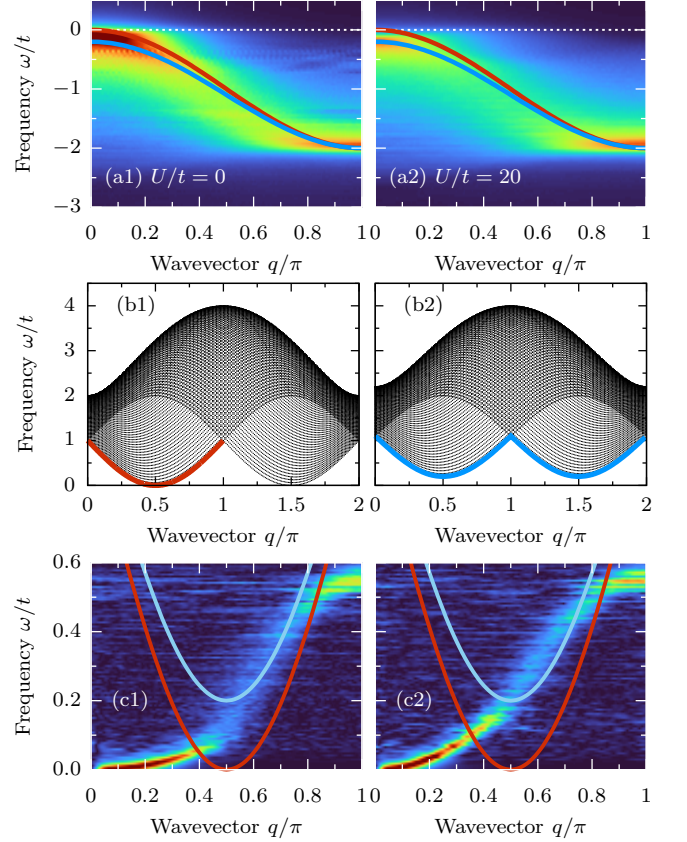 Frequency ω/t
0
−1
−2
−3
(a1) U/t = 0
(a2) U/t = 20
0 0.2 0.4 0.6 0.8 1 0 0.2 0.4 0.6 0.8 1
Wavevector q/π Wavevector q/π
Frequency ω/t
4
3
2
1
0
(b1) (b2)
0 0.5 1 1.5 2 0 0.5 1 1.5 2
Wavevector q/π Wavevector q/π
Frequency ω/t
0.6
0.4
0.2
0.0
(c1) (c2)
0 0.2 0.4 0.6 0.8 1 0 0.2 0.4 0.6 0.8 1
Wavevector q/π Wavevector q/π